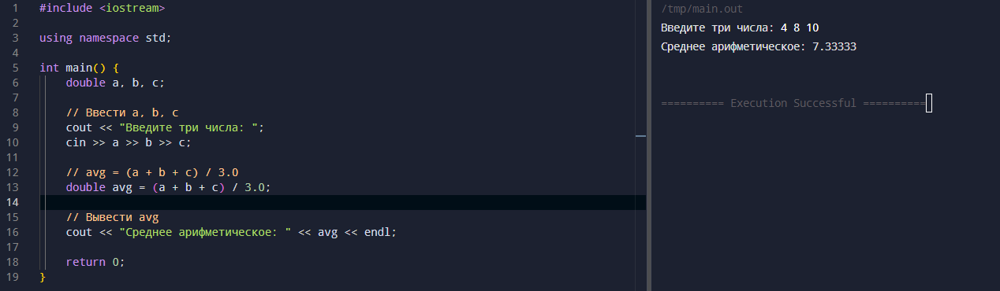 1 #include <iostream>
2
3 using namespace std;
4
5 int main() {
6     double a, b, c;
7
8     // Ввести a, b, c
9     cout << "Введите три числа: ";
10     cin >> a >> b >> c;
11
12     // avg = (a + b + c) / 3.0
13     double avg = (a + b + c) / 3.0;
14
15     // Вывести avg
16     cout << "Среднее арифметическое: " << avg << endl;
17
18     return 0;
19 }
/tmp/main.out
Введите три числа: 4 8 10
Среднее арифметическое: 7.33333
========== Execution Successful ==========